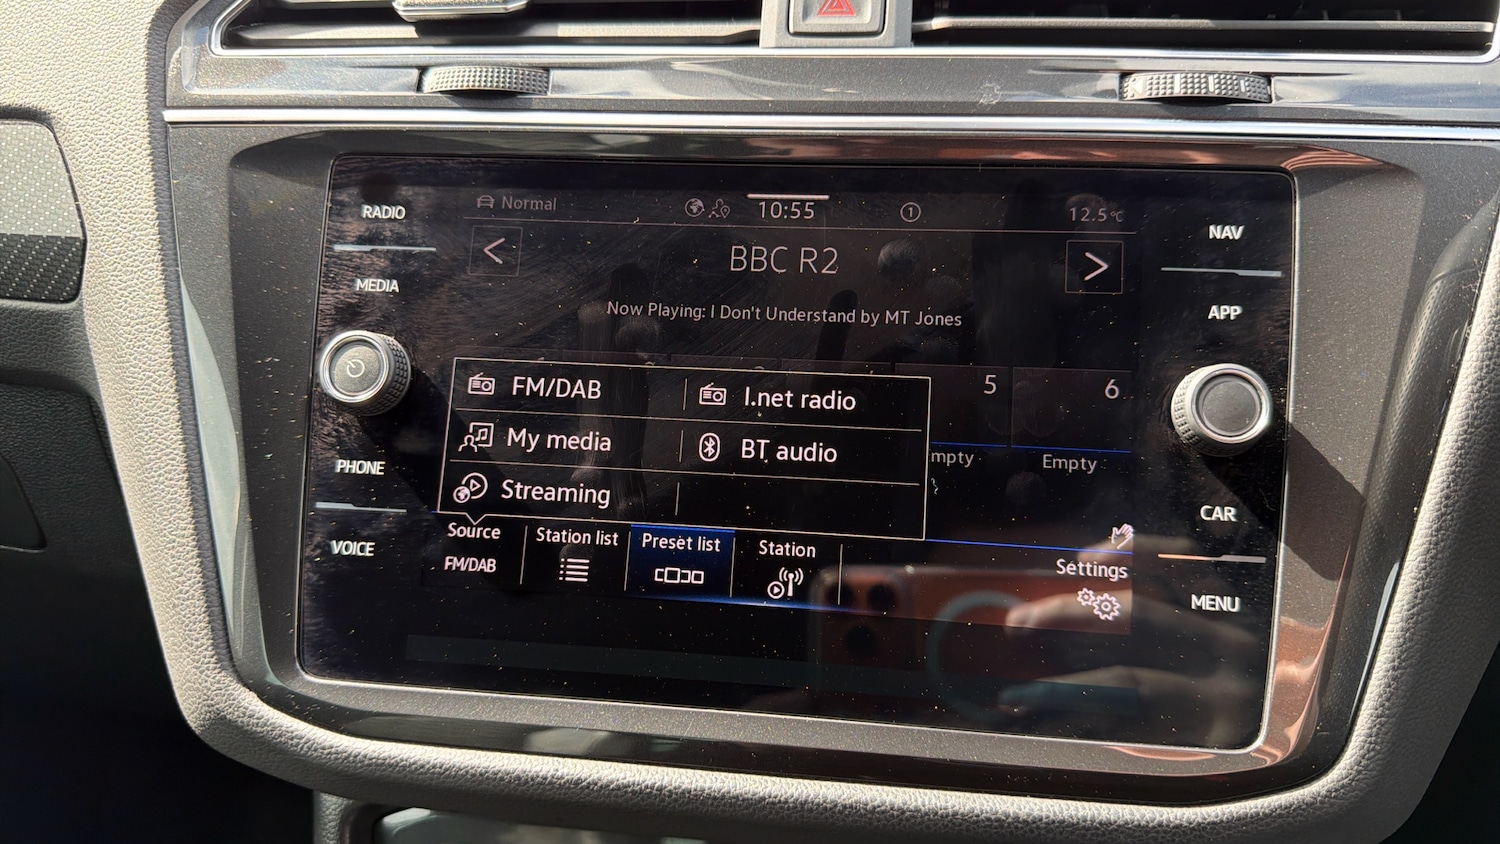 RADIO
MEDIA
PHONE
VOICE
NAV
APP
CAR
MENU
Normal
10:55
1
12.5°C
< BBC R2 >
Now Playing: I Don't Understand by MT Jones
FM/DAB
I.net radio
My media
BT audio
Streaming
5
6
mpty
Empty
Source
FM/DAB
Station list
Preset list
Station
Settings